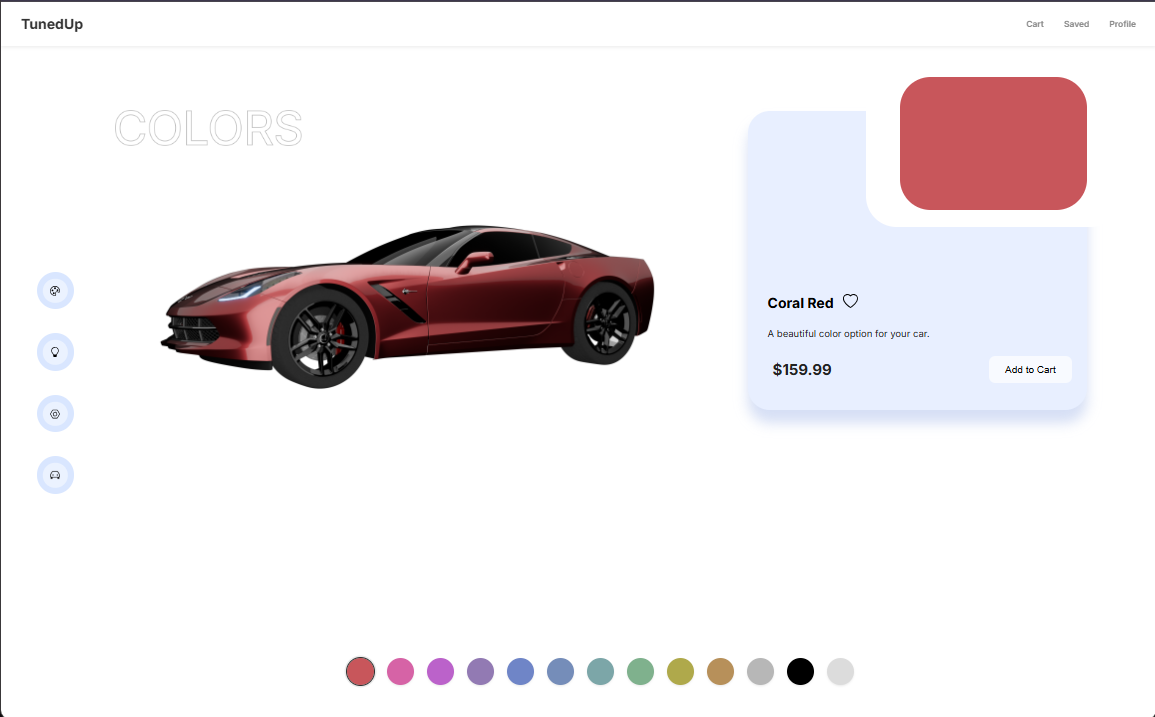 TunedUp
Cart Saved Profile
COLORS
Coral Red
A beautiful color option for your car.
$159.99
Add to Cart